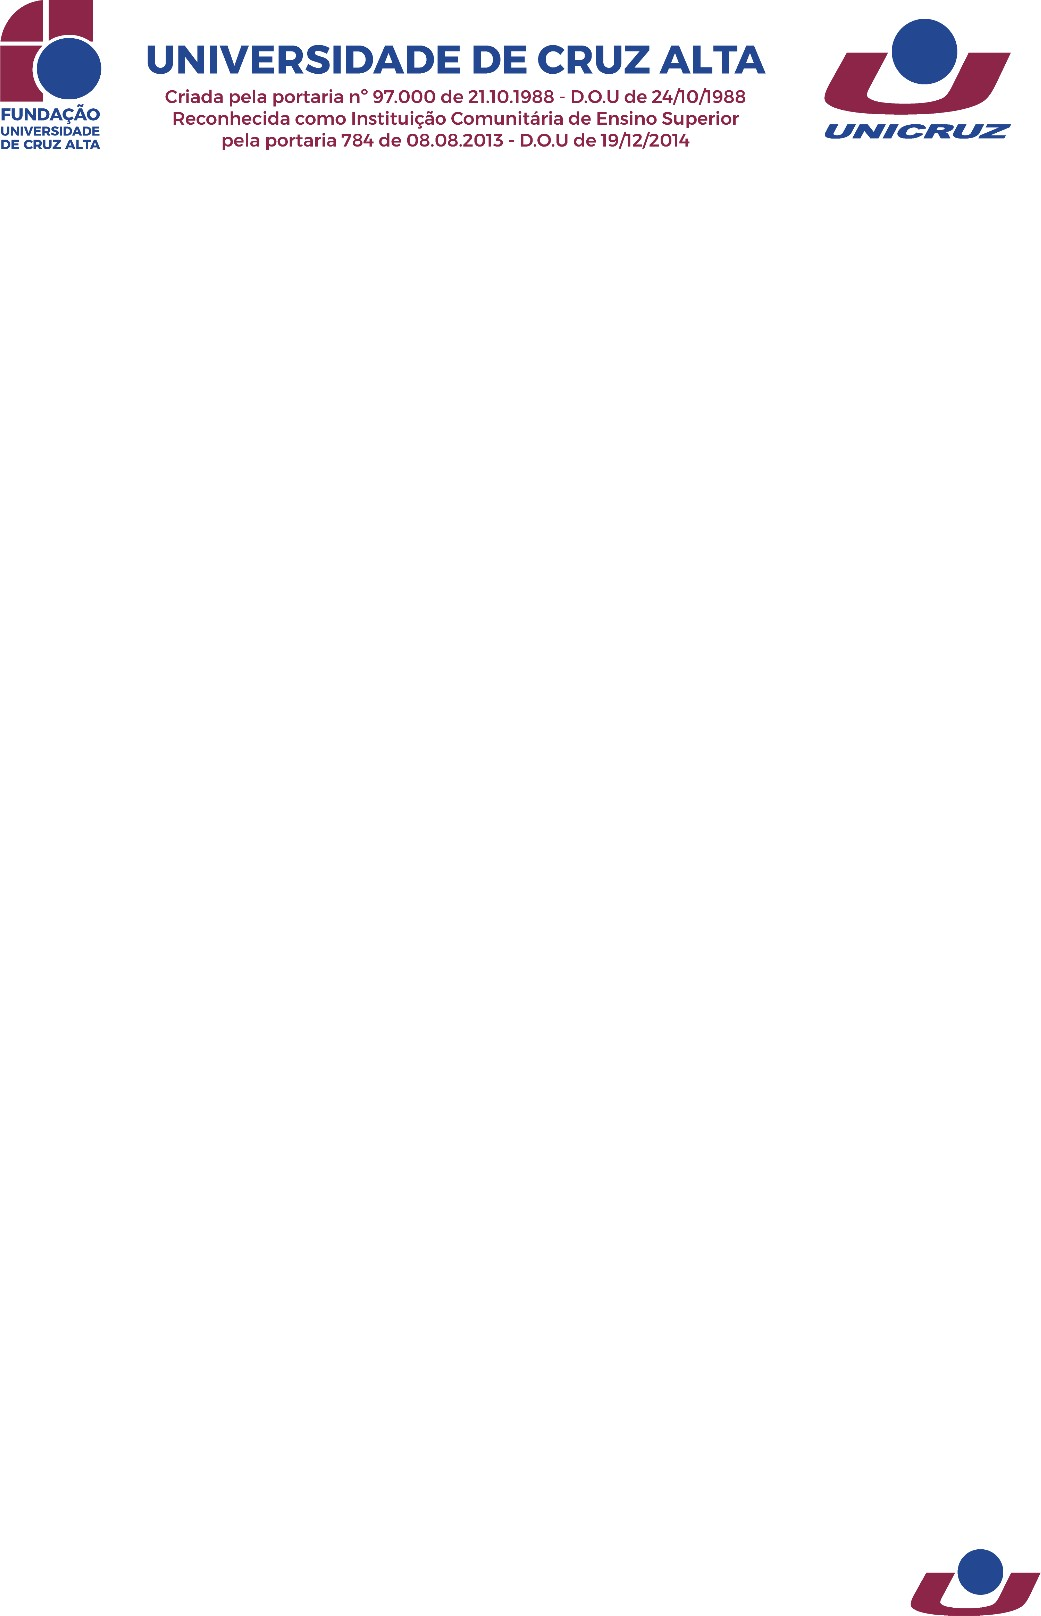 FUNDAÇÃO
UNIVERSIDADE
DE CRUZ ALTA
UNIVERSIDADE DE CRUZ ALTA
Criada pela portaria nº 97.000 de 21.10.1988 - D.O.U de 24/10/1988
Reconhecida como Instituição Comunitária de Ensino Superior
pela portaria 784 de 08.08.2013 - D.O.U de 19/12/2014
UNICRUZ